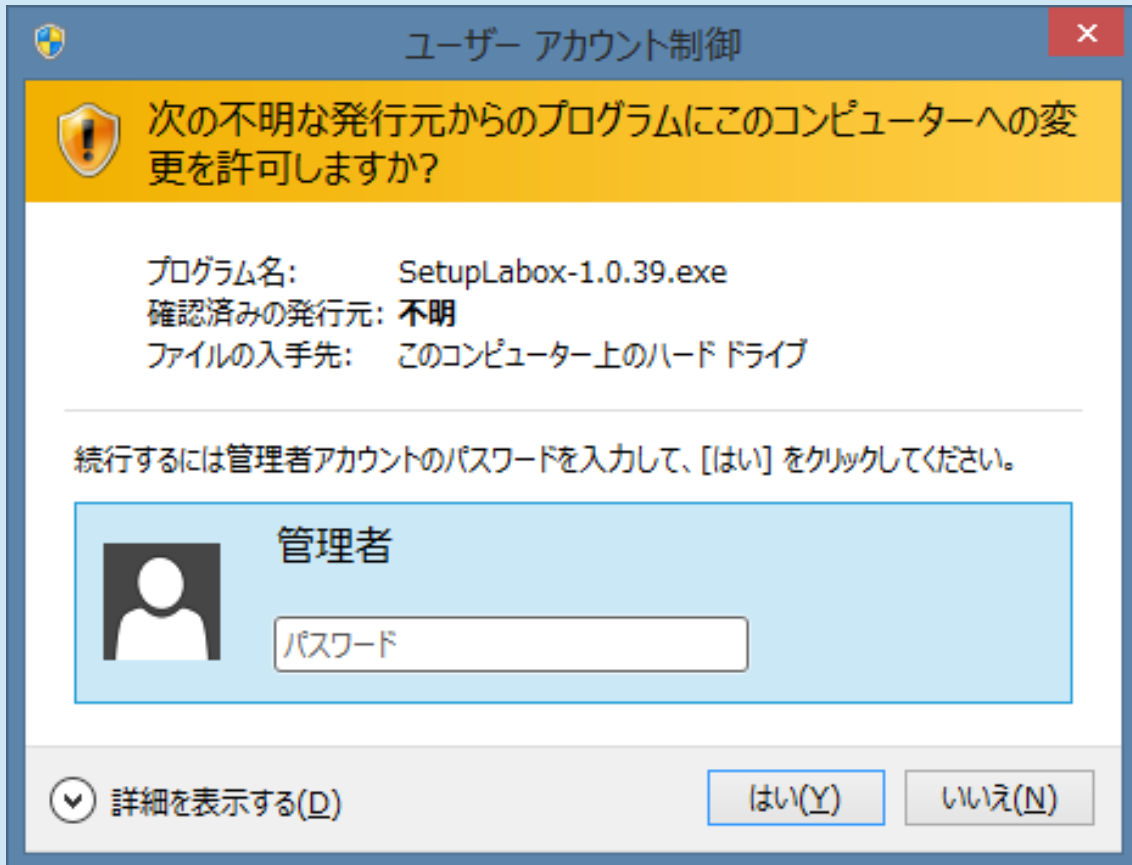 ユーザー アカウント制御
次の不明な発行元からのプログラムにこのコンピューターへの変
更を許可しますか?
プログラム名: SetupLabox-1.0.39.exe
確認済みの発行元: 不明
ファイルの入手先: このコンピューター上のハード ドライブ
続行するには管理者アカウントのパスワードを入力して、[はい] をクリックしてください。
管理者
パスワード
詳細を表示する(D) はい(Y) いいえ(N)